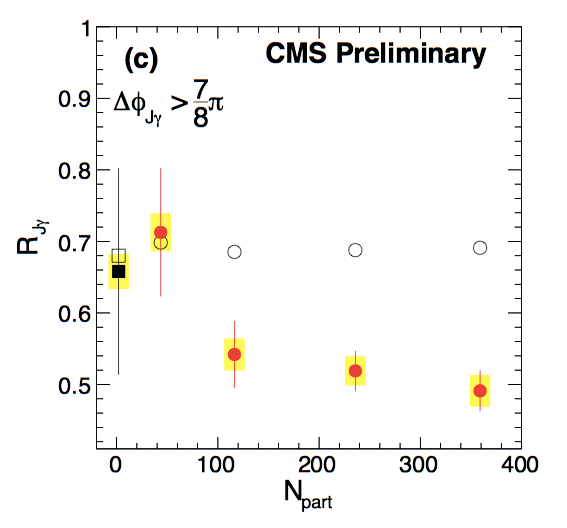 (c) CMS Preliminary
Δϕ_Jγ > 7/8 π
1
0.9
0.8
0.7
0.6
0.5
R_Jγ
0 100 200 300 400
N_part